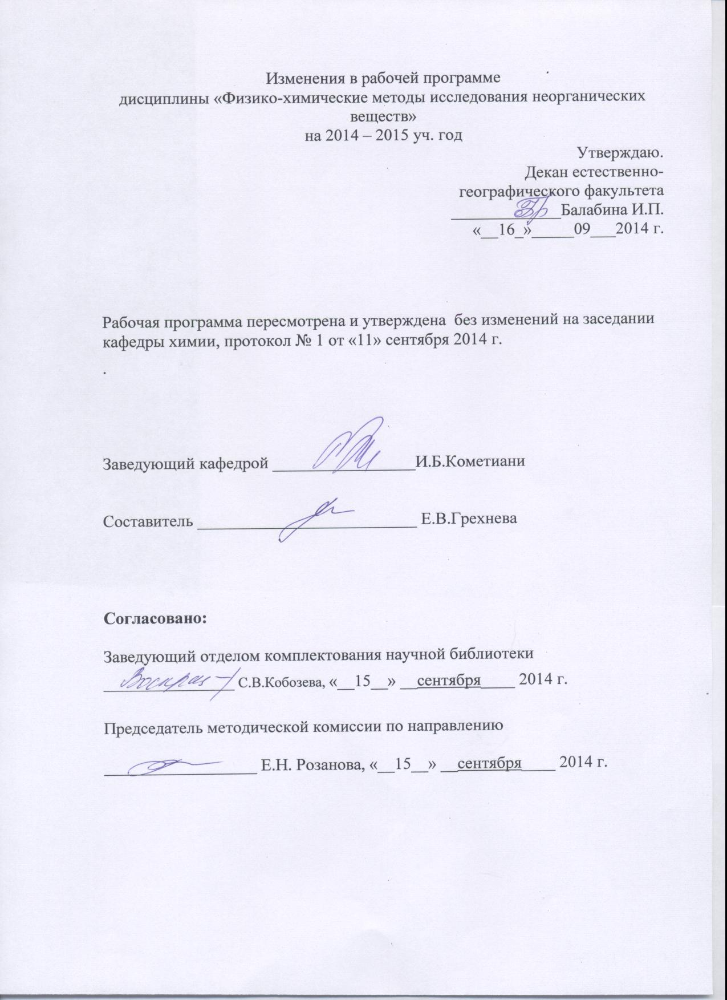 Изменения в рабочей программе
дисциплины «Физико-химические методы исследования неорганических
веществ»
на 2014 – 2015 уч. год
Утверждаю.
Декан естественно-
географического факультета
_____________Балабина И.П.
«__16_»_____09___2014 г.
Рабочая программа пересмотрена и утверждена  без изменений на заседании
кафедры химии, протокол № 1 от «11» сентября 2014 г.
.
Заведующий кафедрой _________________И.Б.Кометиани
Составитель __________________________ Е.В.Грехнева
Согласовано:
Заведующий отделом комплектования научной библиотеки
_________________ С.В.Кобозева, «__15__» __сентября____ 2014 г.
Председатель методической комиссии по направлению
__________________ Е.Н. Розанова, «__15__» __сентября____ 2014 г.